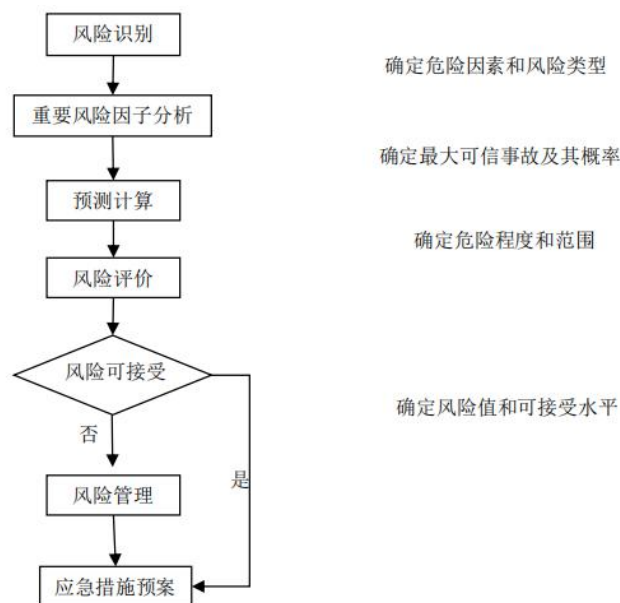 风险识别
确定危险因素和风险类型
重要风险因子分析
确定最大可信事故及其概率
预测计算
确定危险程度和范围
风险评价
风险可接受
确定风险值和可接受水平
否
是
风险管理
应急措施预案